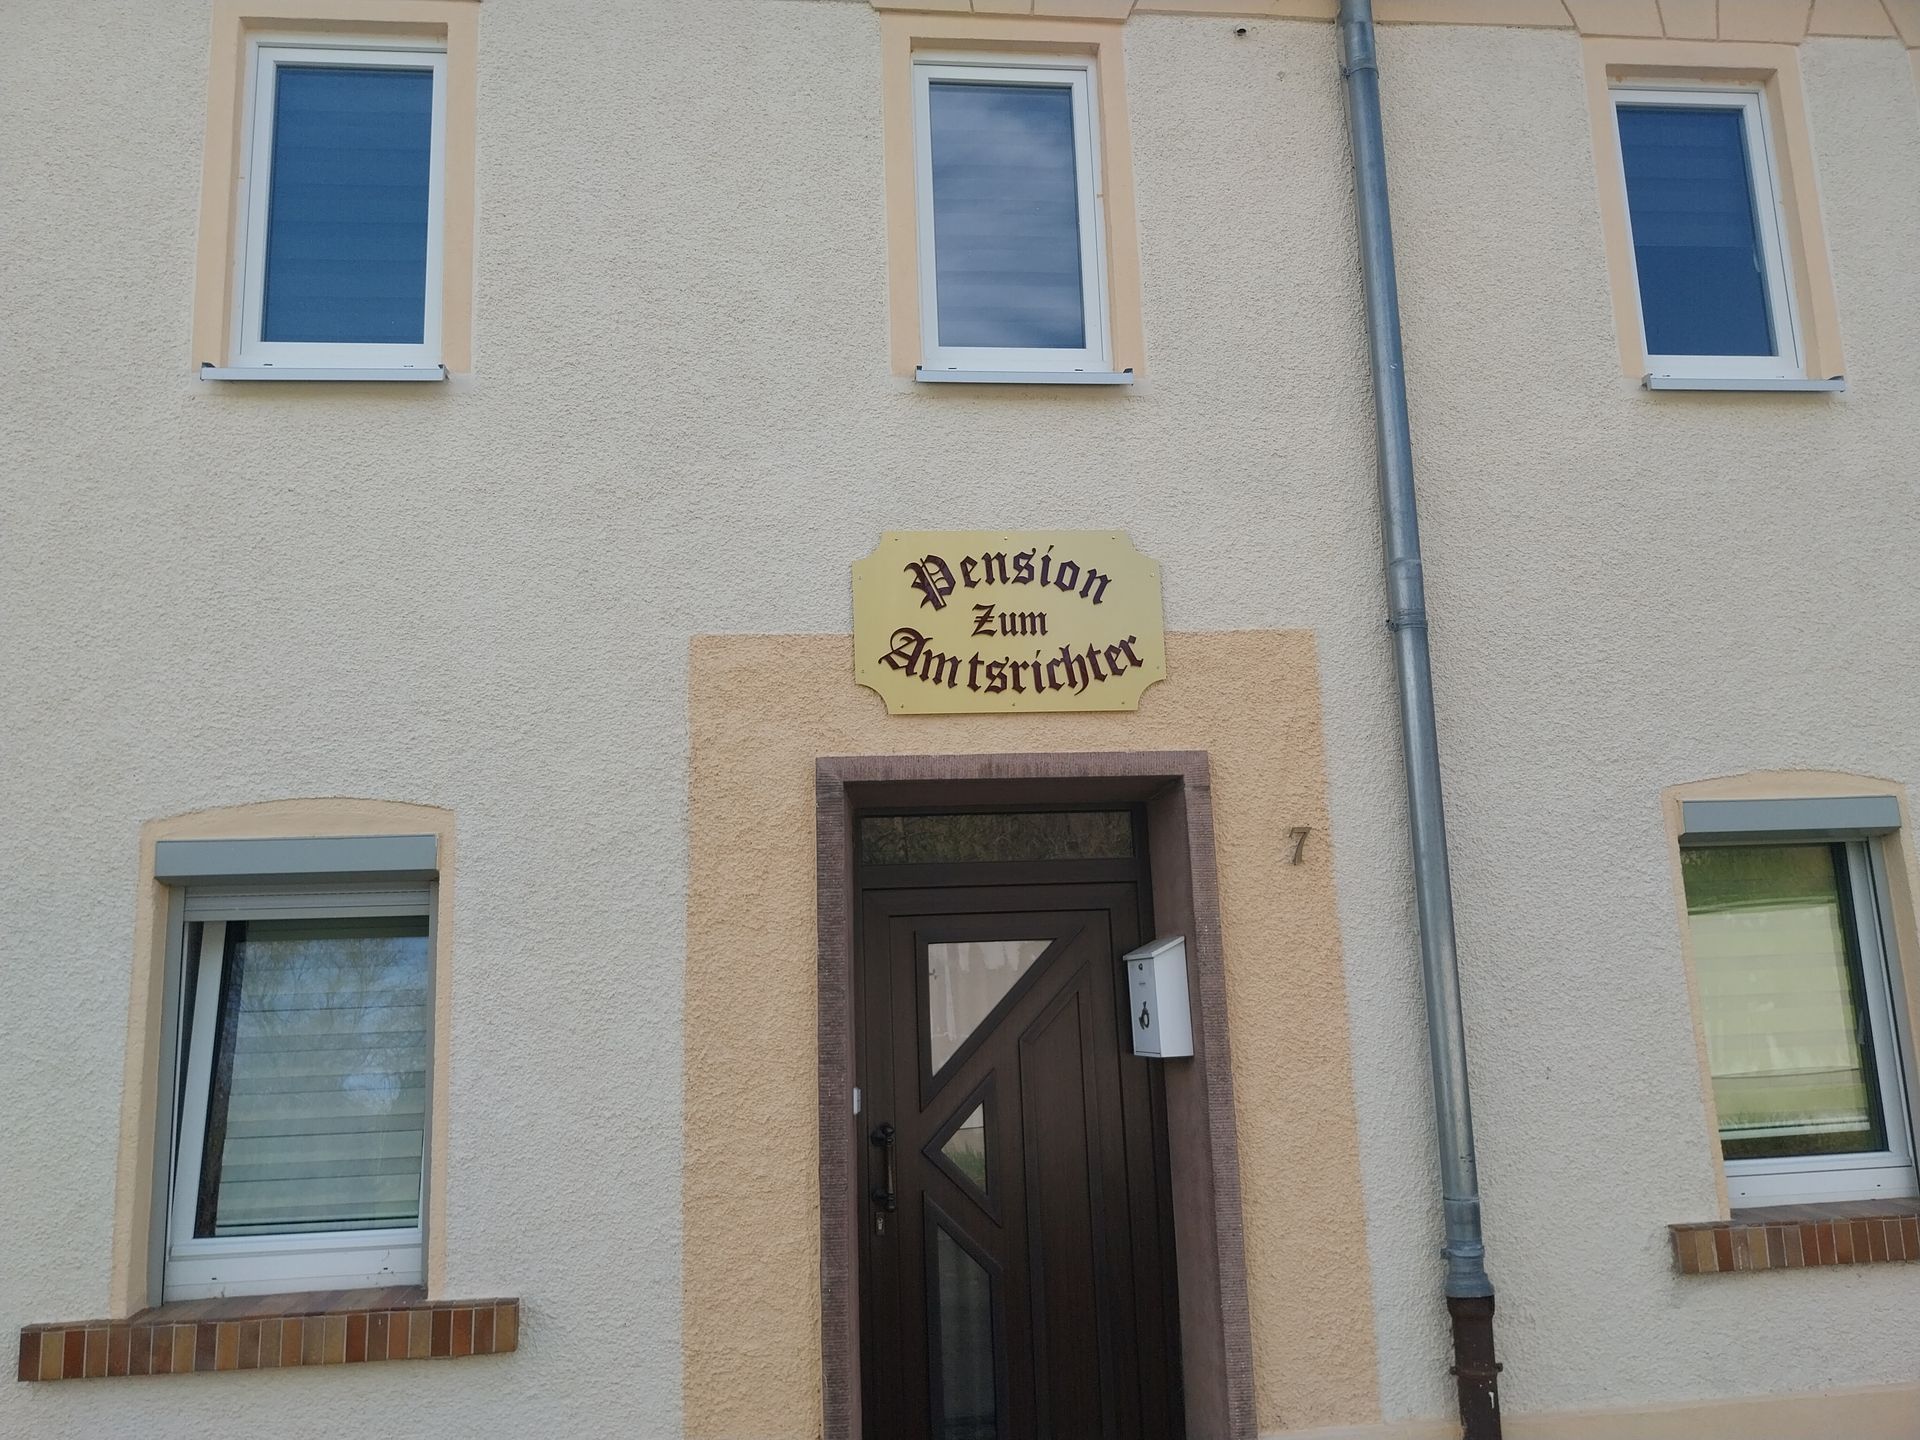 Pension
Zum
Amtsrichter
7